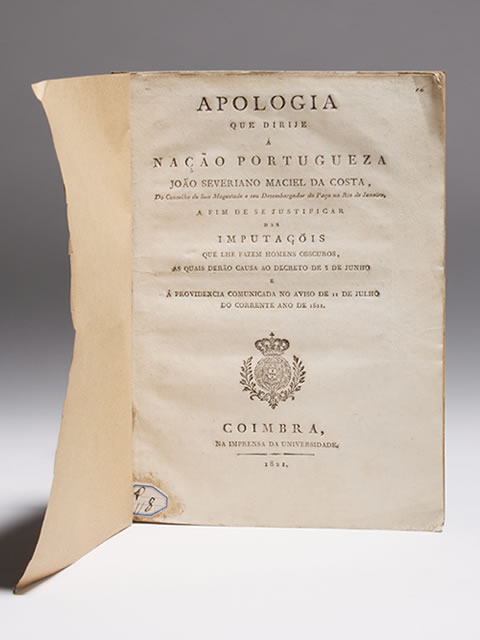 APOLOGIA
QUE DIRIJE
Á
NAÇÃO PORTUGUEZA
JOÃO SEVERIANO MACIEL DA COSTA,
Do Conselho de Sua Magestade e seu Desembargador do Paço no Rio de Janeiro,
A FIM DE SE JUSTIFICAR
DAS
IMPUTAÇÕIS
QUE LHE FAZEM HOMENS OBSCUROS,
AS QUAIS DERÃO CAUSA AO DECRETO DE 3 DE JUNHO
E
Á PROVIDENCIA COMUNICADA NO AVISO DE 11 DE JULHO
DO CORRENTE ANO DE 1821.
COIMBRA,
NA IMPRENSA DA UNIVERSIDADE,
1821.
8